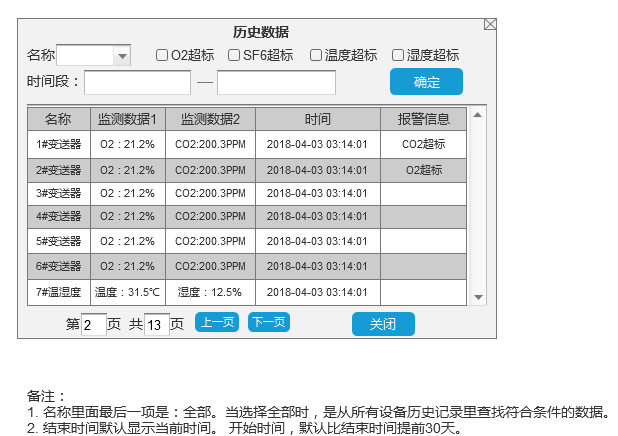 历史数据
名称 O2超标 SF6超标 温度超标 湿度超标
时间段： — 确定
名称 监测数据1 监测数据2 时间 报警信息
1#变送器 O2：21.2% CO2:200.3PPM 2018-04-03 03:14:01 CO2超标
2#变送器 O2：21.2% CO2:200.3PPM 2018-04-03 03:14:01 O2超标
3#变送器 O2：21.2% CO2:200.3PPM 2018-04-03 03:14:01
4#变送器 O2：21.2% CO2:200.3PPM 2018-04-03 03:14:01
5#变送器 O2：21.2% CO2:200.3PPM 2018-04-03 03:14:01
6#变送器 O2：21.2% CO2:200.3PPM 2018-04-03 03:14:01
7#温湿度 温度：31.5℃ 湿度：12.5% 2018-04-03 03:14:01
第 2 页 共 13 页 上一页 下一页 关闭
备注：
1. 名称里面最后一项是：全部。当选择全部时，是从所有设备历史记录里查找符合条件的数据。
2. 结束时间默认显示当前时间。 开始时间，默认比结束时间提前30天。